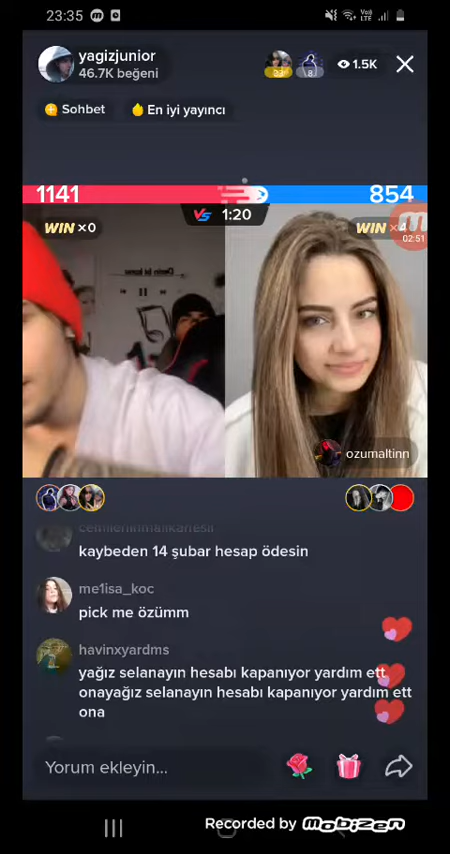 23:35
yagizjunior
46.7K beğeni
8
1.5K
Sohbet
En iyi yayıncı
1141
854
VS 1:20
WIN ×0
WIN ×4
02:51
ozumaltinn
kaybeden 14 şubar hesap ödesin
me1isa_koc
pick me özümm
havinxyardms
yağız selanayın hesabı kapanıyor yardım ett
onayağız selanayın hesabı kapanıyor yardım ett
ona
Yorum ekleyin...
Recorded by MOBIZEN